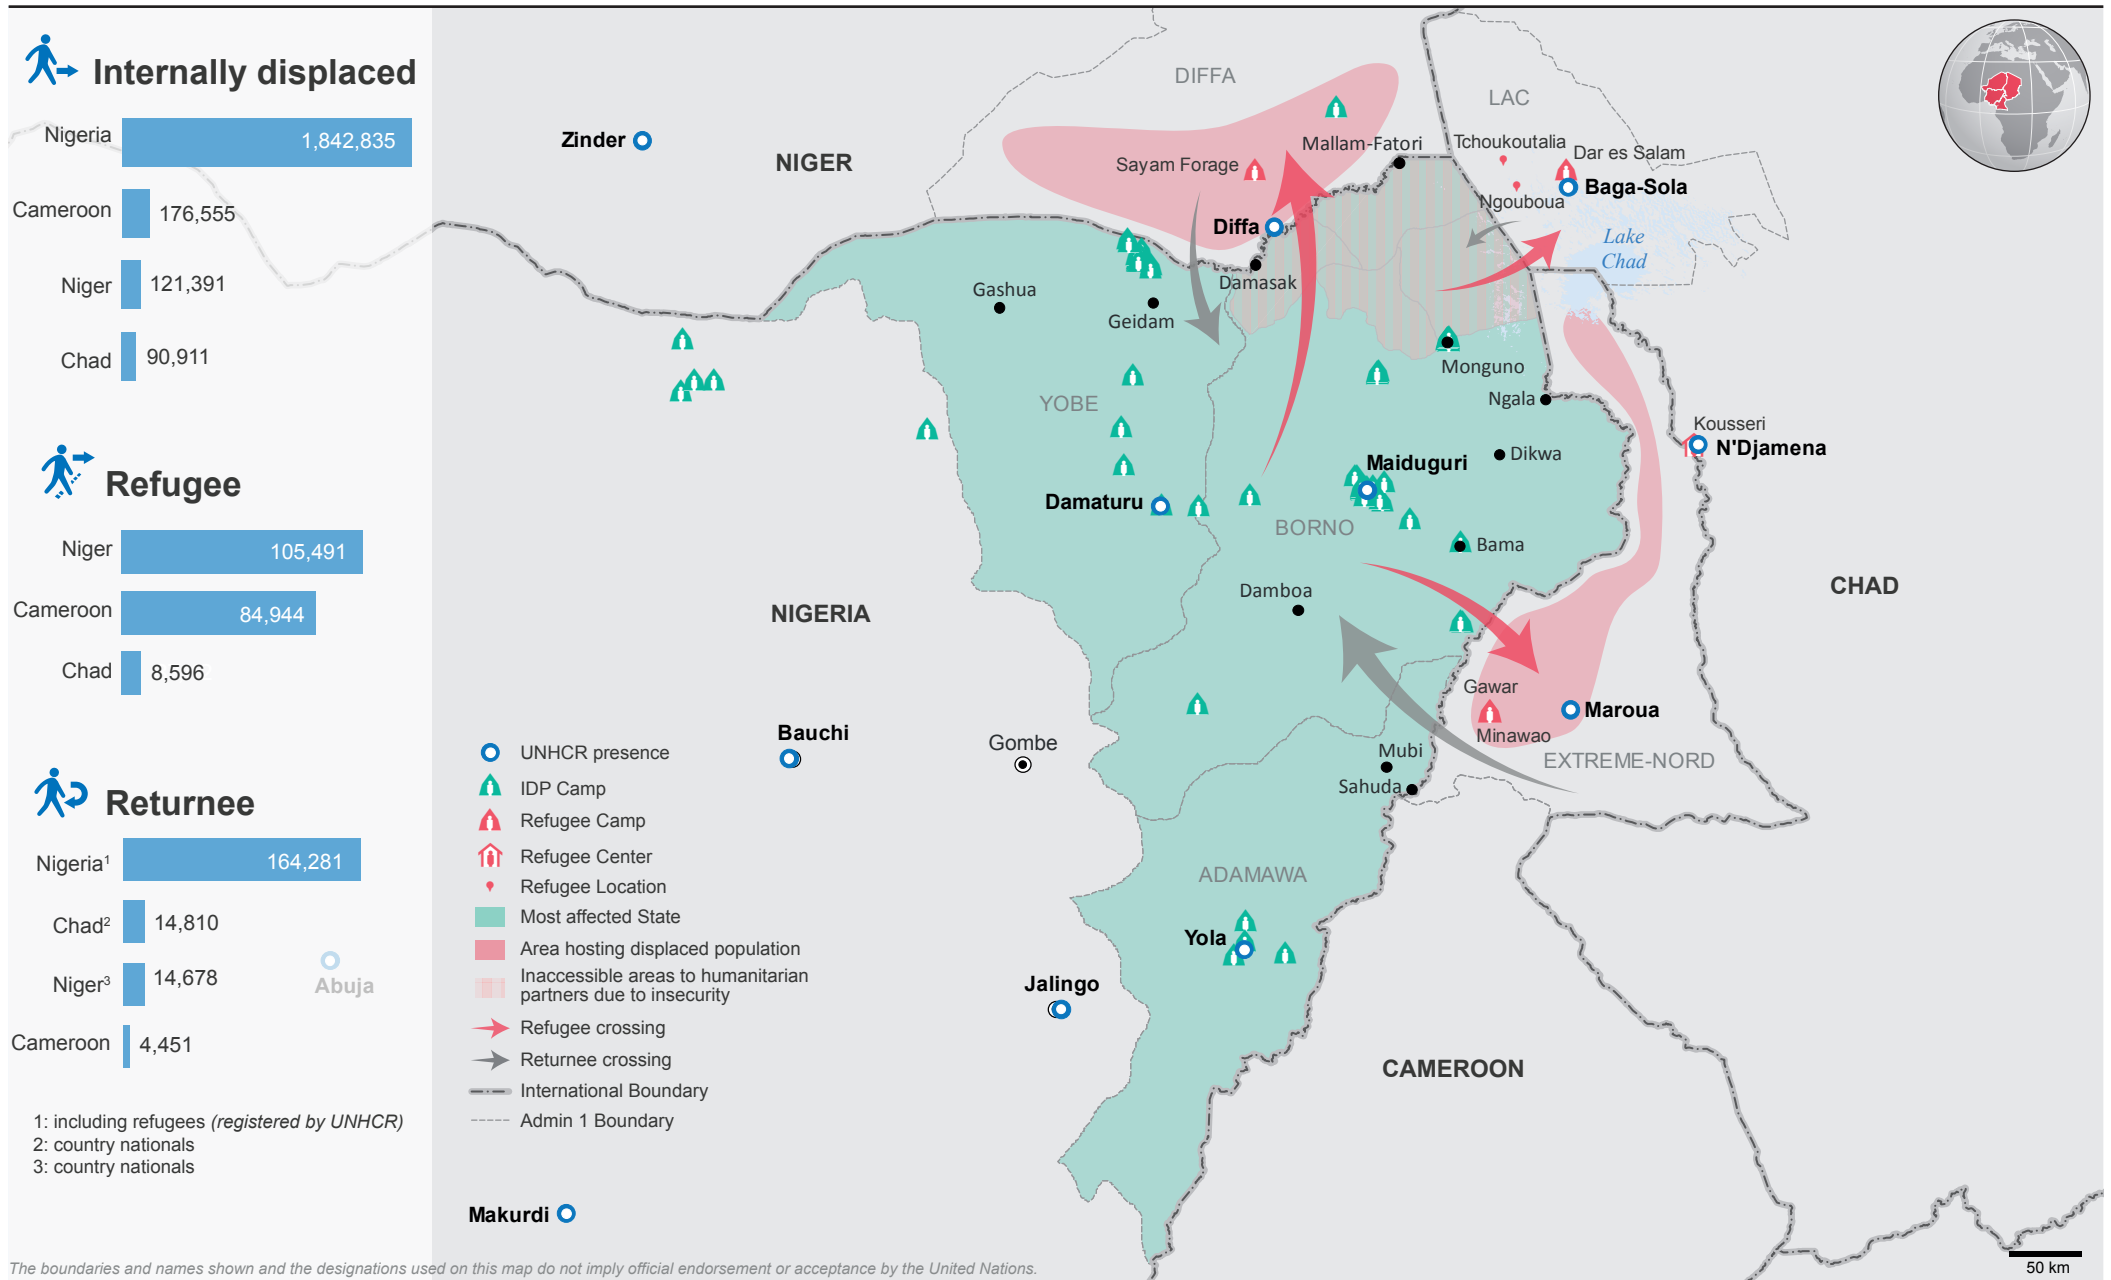 Internally displaced
Nigeria
1,842,835
Cameroon
176,555
Niger
121,391
Chad
90,911
Refugee
Niger
105,491
Cameroon
84,944
Chad
8,596
Returnee
Nigeria1
164,281
Chad2
14,810
Niger3
14,678
Cameroon
4,451
Abuja
1: including refugees (registered by UNHCR)
2: country nationals
3: country nationals
DIFFA
LAC
Zinder
NIGER
Mallam-Fatori
Tchoukoutalia
Dar es Salam
Sayam Forage
Baga-Sola
Ngouboua
Diffa
Lake
Chad
Damasak
Gashua
Geidam
Monguno
YOBE
Ngala
Kousseri
N'Djamena
Maiduguri
Dikwa
Damaturu
BORNO
Bama
Damboa
CHAD
NIGERIA
Gawar
Maroua
Minawao
Bauchi
Gombe
Mubi
EXTREME-NORD
Sahuda
ADAMAWA
Yola
Jalingo
CAMEROON
UNHCR presence
IDP Camp
Refugee Camp
Refugee Center
Refugee Location
Most affected State
Area hosting displaced population
Inaccessible areas to humanitarian
partners due to insecurity
Refugee crossing
Returnee crossing
International Boundary
Admin 1 Boundary
Makurdi
50 km
The boundaries and names shown and the designations used on this map do not imply official endorsement or acceptance by the United Nations.